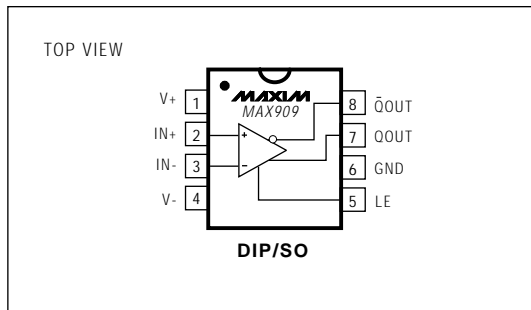 TOP VIEW
MAXIM
MAX909
V+ 1
IN+ 2
IN- 3
V- 4
+
-
8 Q̅OUT
7 QOUT
6 GND
5 LE
DIP/SO